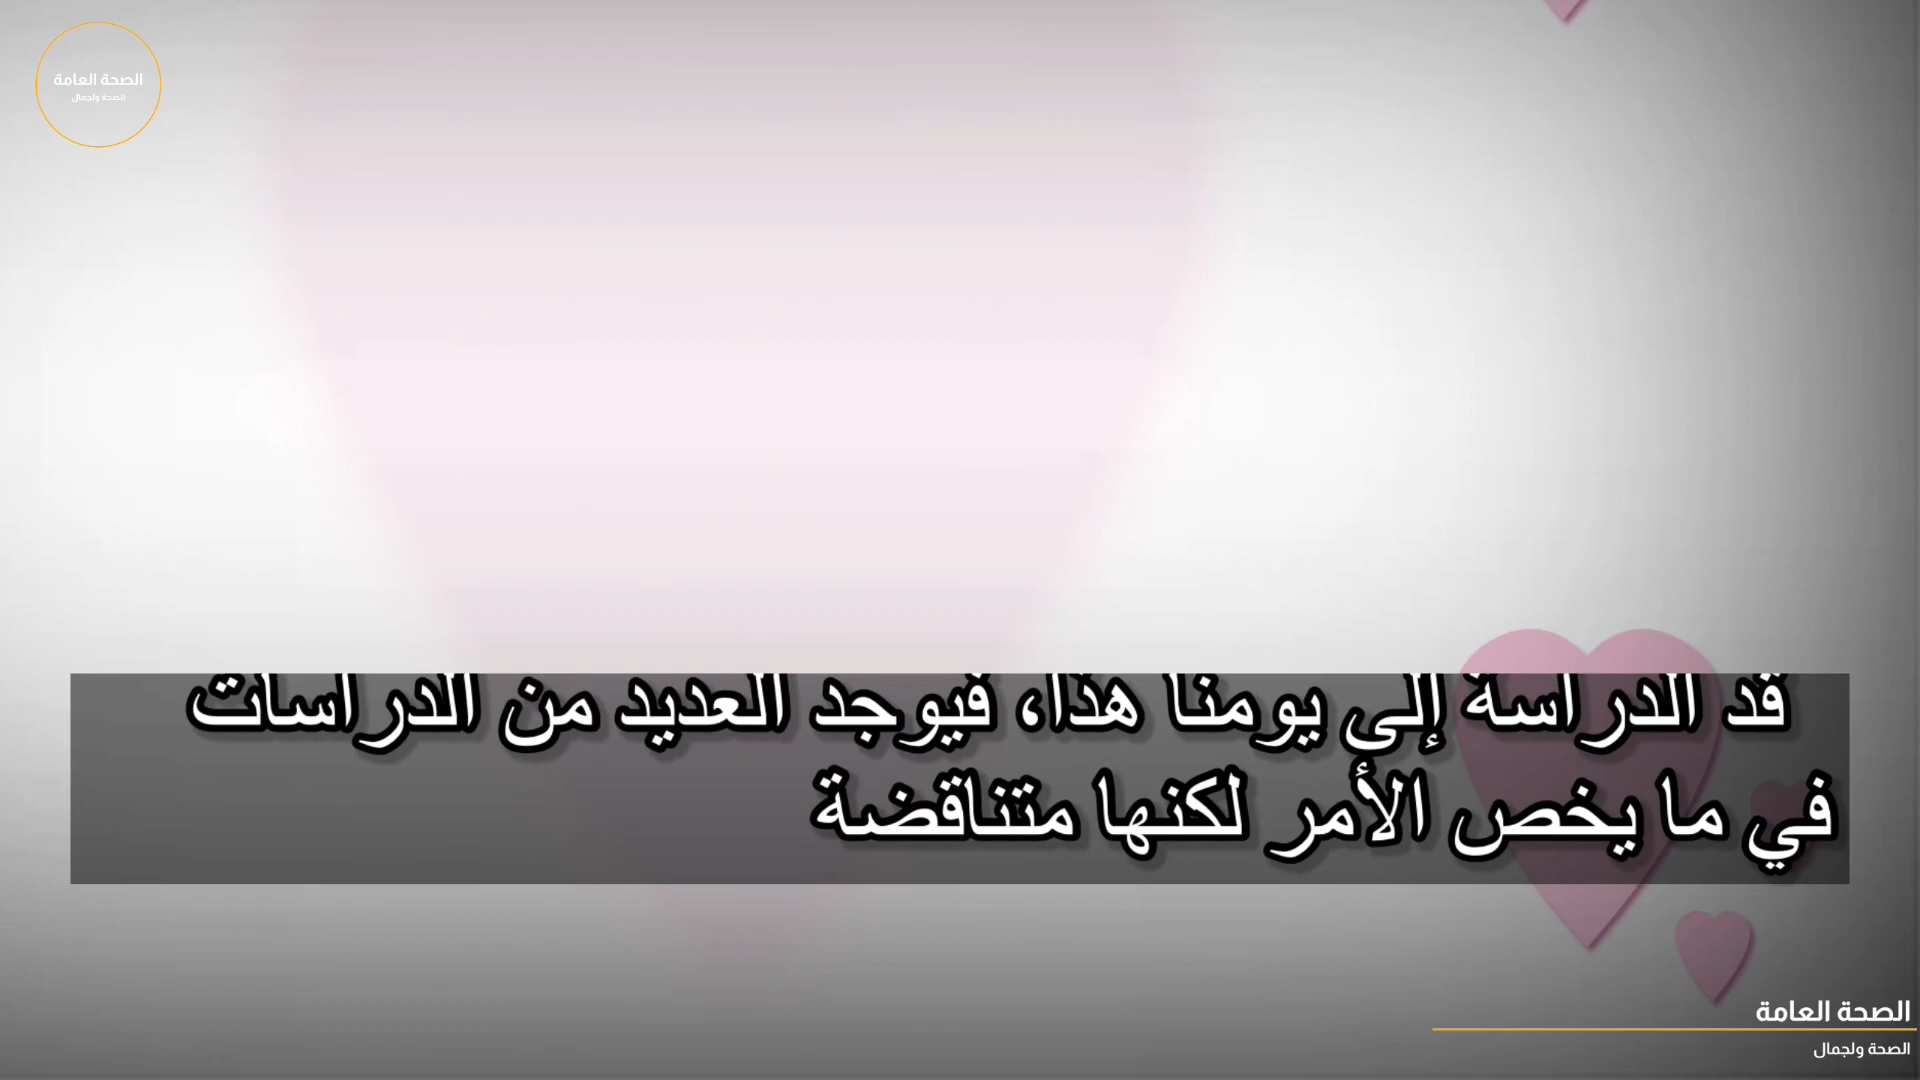 الصحة العامة
الصحة ولجمال
قد الدراسة إلى يومنا هذا، فيوجد العديد من الدراسات
في ما يخص الأمر لكنها متناقضة
الصحة العامة
الصحة ولجمال